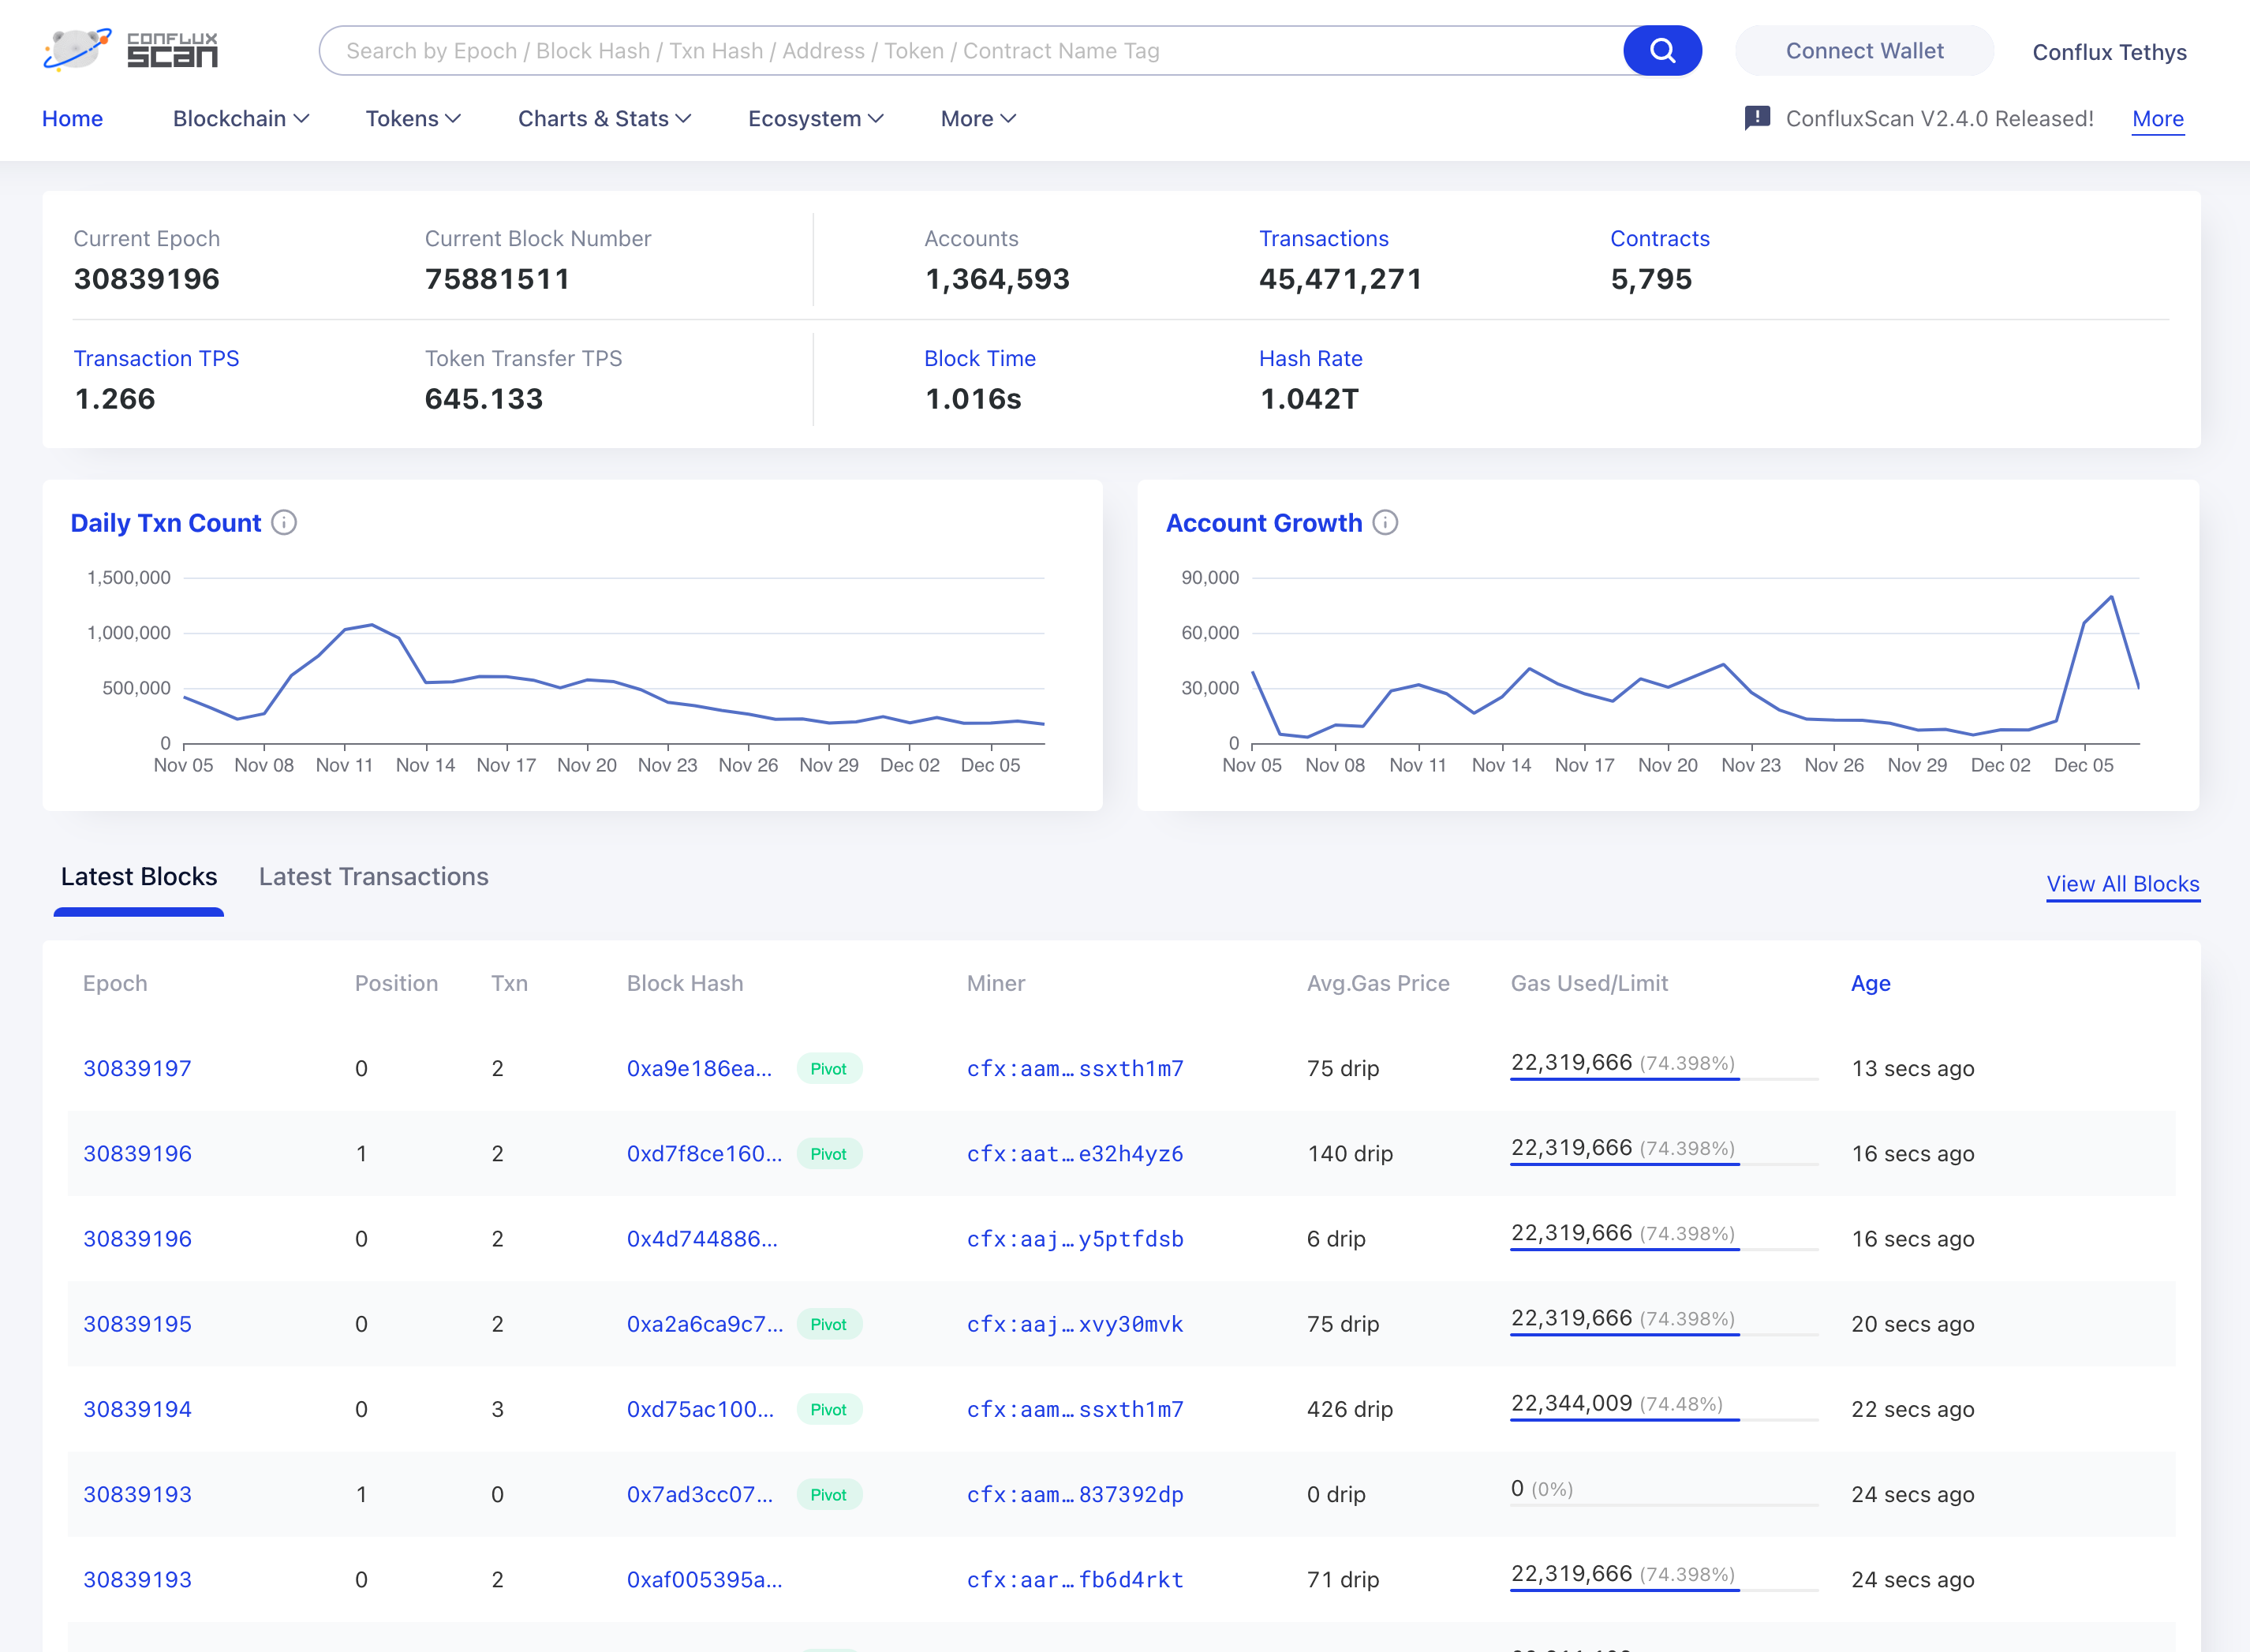 CONFLUX
SCAN
Search by Epoch / Block Hash / Txn Hash / Address / Token / Contract Name Tag
Connect Wallet
Conflux Tethys
Home
Blockchain
Tokens
Charts & Stats
Ecosystem
More
ConfluxScan V2.4.0 Released!
More
Current Epoch
30839196
Current Block Number
75881511
Accounts
1,364,593
Transactions
45,471,271
Contracts
5,795
Transaction TPS
1.266
Token Transfer TPS
645.133
Block Time
1.016s
Hash Rate
1.042T
Daily Txn Count
1,500,000
1,000,000
500,000
0
Nov 05 Nov 08 Nov 11 Nov 14 Nov 17 Nov 20 Nov 23 Nov 26 Nov 29 Dec 02 Dec 05
Account Growth
90,000
60,000
30,000
0
Nov 05 Nov 08 Nov 11 Nov 14 Nov 17 Nov 20 Nov 23 Nov 26 Nov 29 Dec 02 Dec 05
Latest Blocks
Latest Transactions
View All Blocks
Epoch Position Txn Block Hash Miner Avg.Gas Price Gas Used/Limit Age
30839197 0 2 0xa9e186ea... Pivot cfx:aam…ssxth1m7 75 drip 22,319,666 (74.398%) 13 secs ago
30839196 1 2 0xd7f8ce160... Pivot cfx:aat…e32h4yz6 140 drip 22,319,666 (74.398%) 16 secs ago
30839196 0 2 0x4d744886... cfx:aaj…y5ptfdsb 6 drip 22,319,666 (74.398%) 16 secs ago
30839195 0 2 0xa2a6ca9c7... Pivot cfx:aaj…xvy30mvk 75 drip 22,319,666 (74.398%) 20 secs ago
30839194 0 3 0xd75ac100... Pivot cfx:aam…ssxth1m7 426 drip 22,344,009 (74.48%) 22 secs ago
30839193 1 0 0x7ad3cc07... Pivot cfx:aam…837392dp 0 drip 0 (0%) 24 secs ago
30839193 0 2 0xaf005395a... cfx:aar…fb6d4rkt 71 drip 22,319,666 (74.398%) 24 secs ago